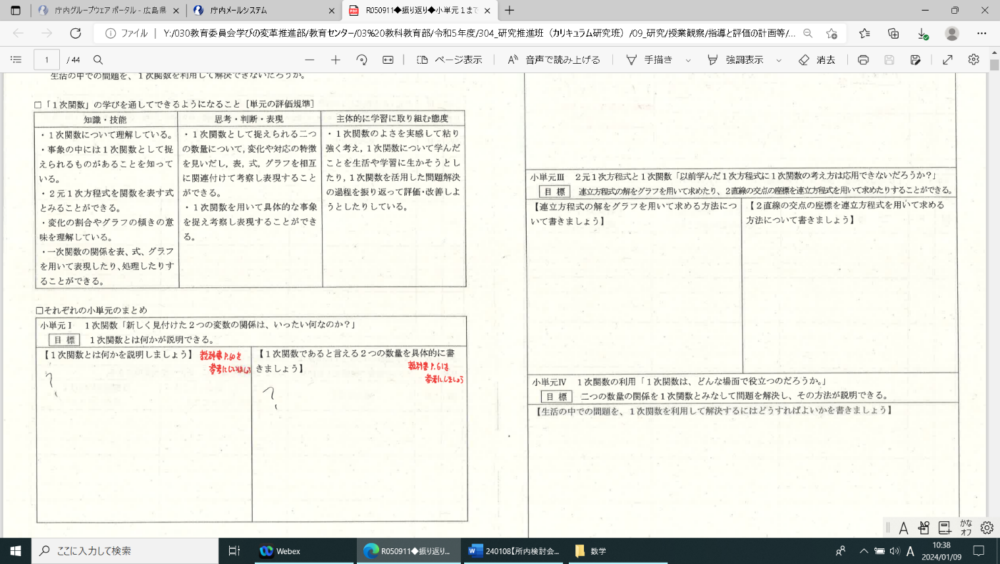 庁内グループウェア ポータル - 広島県
庁内メールシステム
R050911◆振り返り◆小単元１まで
ファイル
Y:/030教育委員会学びの変革推進部/教育センター/03%20教科教育部/令和5年度/304_研究推進班（カリキュラム研究班）/09_研究/授業観察/指導と評価の計画等/...
1 / 44
ページ表示
音声で読み上げる
手描き
強調表示
消去
生活の中での問題を、１次関数を利用して解決できないだろうか。
□「１次関数」の学びを通してできるようになること［単元の評価規準］
知識・技能
・１次関数について理解している。
・事象の中には１次関数として捉
えられるものがあることを知って
いる。
・２元１次方程式を関数を表す式
とみることができる。
・変化の割合やグラフの傾きの意
味を理解している。
・一次関数の関係を表、式、グラフ
を用いて表現したり、処理したりす
ることができる。
思考・判断・表現
・１次関数として捉えられる二つ
の数量について，変化や対応の特徴
を見いだし，表，式，グラフを相互
に関連付けて考察し表現すること
ができる。
・１次関数を用いて具体的な事象
を捉え考察し表現することができ
る。
主体的に学習に取り組む態度
・１次関数のよさを実感して粘り
強く考え，１次関数について学んだ
ことを生活や学習に生かそうとし
たり，１次関数を活用した問題解決
の過程を振り返って評価・改善しよ
うとしたりしている。
□それぞれの小単元のまとめ
小単元Ⅰ　１次関数「新しく見付けた２つの変数の関係は、いったい何なのか？」
目 標　１次関数とは何かが説明できる。
【１次関数とは何かを説明しましょう】
教科書P.60を
参考にしましょう
?
【１次関数であると言える２つの数量を具体的に書
きましょう】
教科書P.61を
参考にしましょう
?
小単元Ⅲ　２元１次方程式と１次関数「以前学んだ１次方程式に１次関数の考え方は応用できないだろうか？」
目 標　連立方程式の解をグラフを用いて求めたり、２直線の交点の座標を連立方程式を用いて求めたりすることができる。
【連立方程式の解をグラフを用いて求める方法につ
いて書きましょう】
【２直線の交点の座標を連立方程式を用いて求める
方法について書きましょう】
小単元Ⅳ　１次関数の利用「１次関数は、どんな場面で役立つのだろうか。」
目 標　二つの数量の関係を１次関数とみなして問題を解決し、その方法が説明できる。
【生活の中での問題を、１次関数を利用して解決するにはどうすればよいかを書きましょう】
A
かな
オフ
ここに入力して検索
Webex
R050911◆振り返り...
240108【所内検討会...
数学
A
10:38
2024/01/09